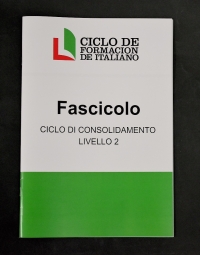 CICLO DE
FORMACION
DE ITALIANO
Fascicolo
CICLO DI CONSOLIDAMENTO
LIVELLO 2